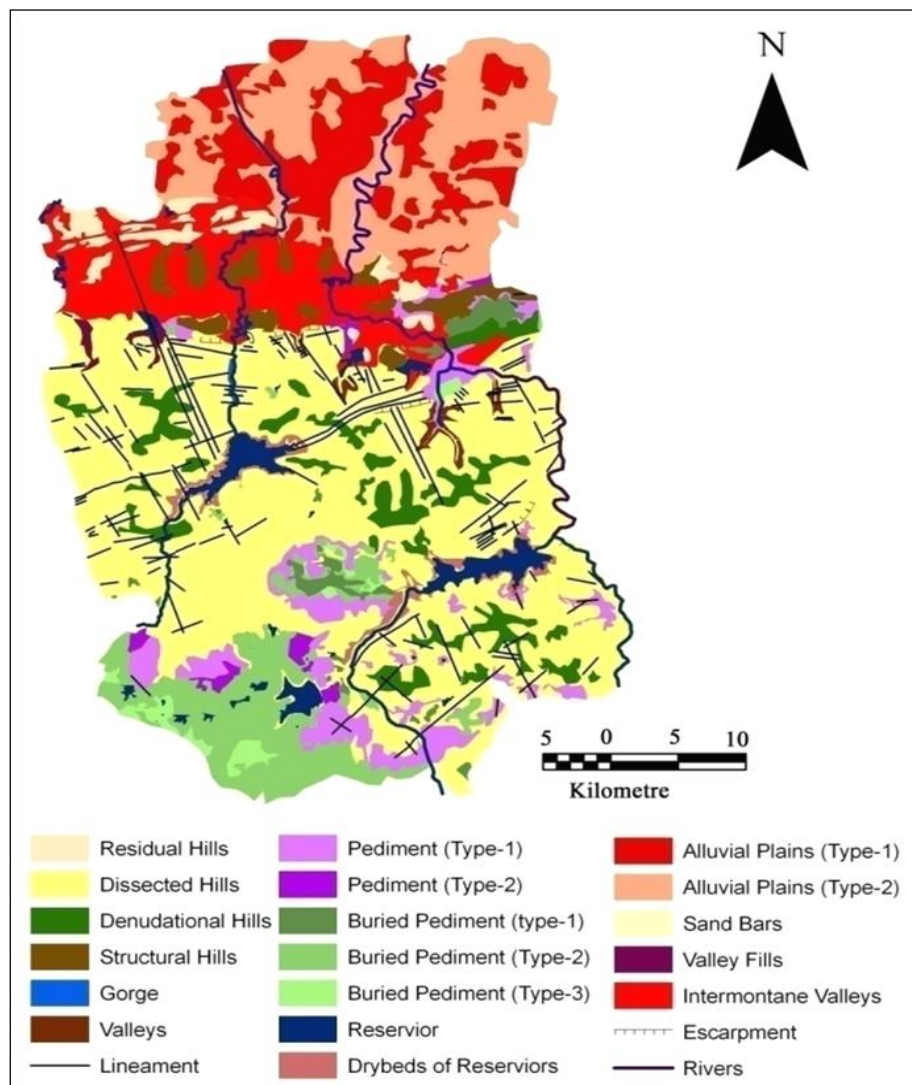 N
5 0 5 10
Kilometre
Residual Hills
Dissected Hills
Denudational Hills
Structural Hills
Gorge
Valleys
Lineament
Pediment (Type-1)
Pediment (Type-2)
Buried Pediment (type-1)
Buried Pediment (Type-2)
Buried Pediment (Type-3)
Reservior
Drybeds of Reserviors
Alluvial Plains (Type-1)
Alluvial Plains (Type-2)
Sand Bars
Valley Fills
Intermontane Valleys
Escarpment
Rivers